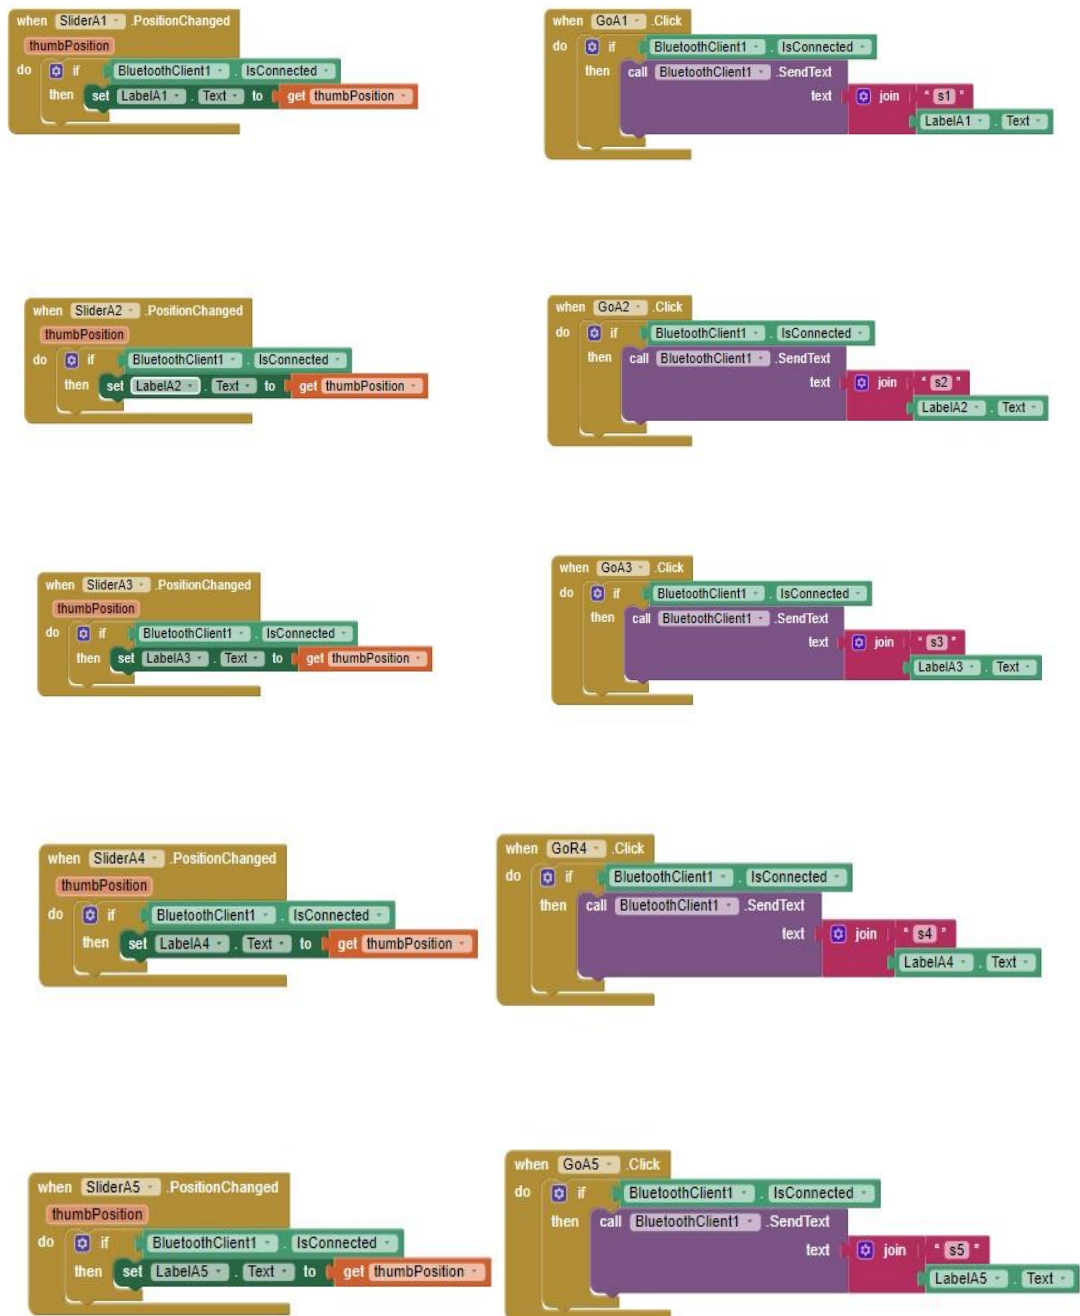 when SliderA1 .PositionChanged
thumbPosition
do if BluetoothClient1 . IsConnected
then set LabelA1 . Text to get thumbPosition
when GoA1 .Click
do if BluetoothClient1 . IsConnected
then call BluetoothClient1 .SendText
text join " s1 "
LabelA1 . Text
when SliderA2 .PositionChanged
thumbPosition
do if BluetoothClient1 . IsConnected
then set LabelA2 . Text to get thumbPosition
when GoA2 .Click
do if BluetoothClient1 . IsConnected
then call BluetoothClient1 .SendText
text join " s2 "
LabelA2 . Text
when SliderA3 .PositionChanged
thumbPosition
do if BluetoothClient1 . IsConnected
then set LabelA3 . Text to get thumbPosition
when GoA3 .Click
do if BluetoothClient1 . IsConnected
then call BluetoothClient1 .SendText
text join " s3 "
LabelA3 . Text
when SliderA4 .PositionChanged
thumbPosition
do if BluetoothClient1 . IsConnected
then set LabelA4 . Text to get thumbPosition
when GoR4 .Click
do if BluetoothClient1 . IsConnected
then call BluetoothClient1 .SendText
text join " s4 "
LabelA4 . Text
when SliderA5 .PositionChanged
thumbPosition
do if BluetoothClient1 . IsConnected
then set LabelA5 . Text to get thumbPosition
when GoA5 .Click
do if BluetoothClient1 . IsConnected
then call BluetoothClient1 .SendText
text join " s5 "
LabelA5 . Text